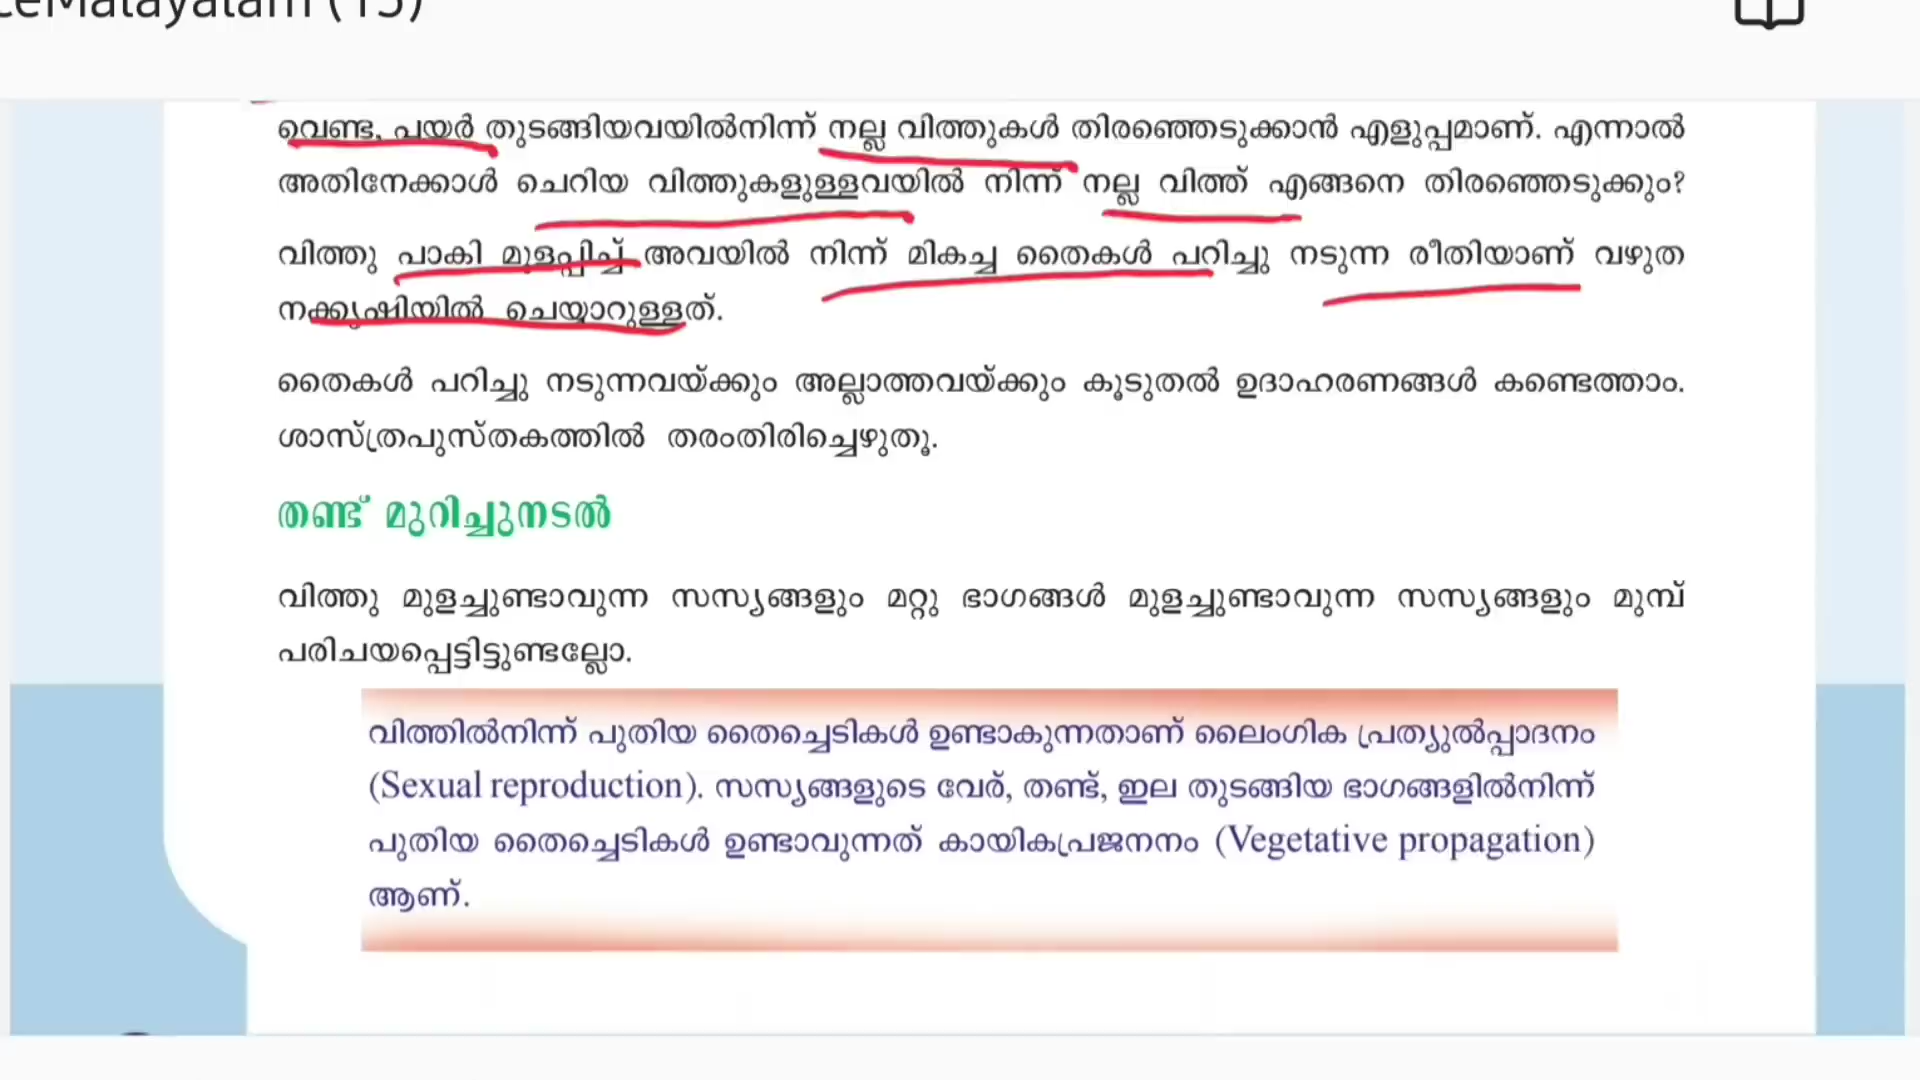 ceMalayalam (15)
വെണ്ട, പയർ തുടങ്ങിയവയിൽനിന്ന് നല്ല വിത്തുകൾ തിരഞ്ഞെടുക്കാൻ എളുപ്പമാണ്. എന്നാൽ
അതിനേക്കാൾ ചെറിയ വിത്തുകളുള്ളവയിൽ നിന്ന് നല്ല വിത്ത് എങ്ങനെ തിരഞ്ഞെടുക്കും?
വിത്തു പാകി മുളപ്പിച്ച് അവയിൽ നിന്ന് മികച്ച തൈകൾ പറിച്ചു നടുന്ന രീതിയാണ് വഴുത
നക്കൃഷിയിൽ ചെയ്യാറുള്ളത്.
തൈകൾ പറിച്ചു നടുന്നവയ്ക്കും അല്ലാത്തവയ്ക്കും കൂടുതൽ ഉദാഹരണങ്ങൾ കണ്ടെത്താം.
ശാസ്ത്രപുസ്തകത്തിൽ തരംതിരിച്ചെഴുതൂ.
തണ്ട് മുറിച്ചുനടൽ
വിത്തു മുളച്ചുണ്ടാവുന്ന സസ്യങ്ങളും മറ്റു ഭാഗങ്ങൾ മുളച്ചുണ്ടാവുന്ന സസ്യങ്ങളും മുമ്പ്
പരിചയപ്പെട്ടിട്ടുണ്ടല്ലോ.
വിത്തിൽനിന്ന് പുതിയ തൈച്ചെടികൾ ഉണ്ടാകുന്നതാണ് ലൈംഗിക പ്രത്യുൽപ്പാദനം
(Sexual reproduction). സസ്യങ്ങളുടെ വേര്, തണ്ട്, ഇല തുടങ്ങിയ ഭാഗങ്ങളിൽനിന്ന്
പുതിയ തൈച്ചെടികൾ ഉണ്ടാവുന്നത് കായികപ്രജനനം (Vegetative propagation)
ആണ്.